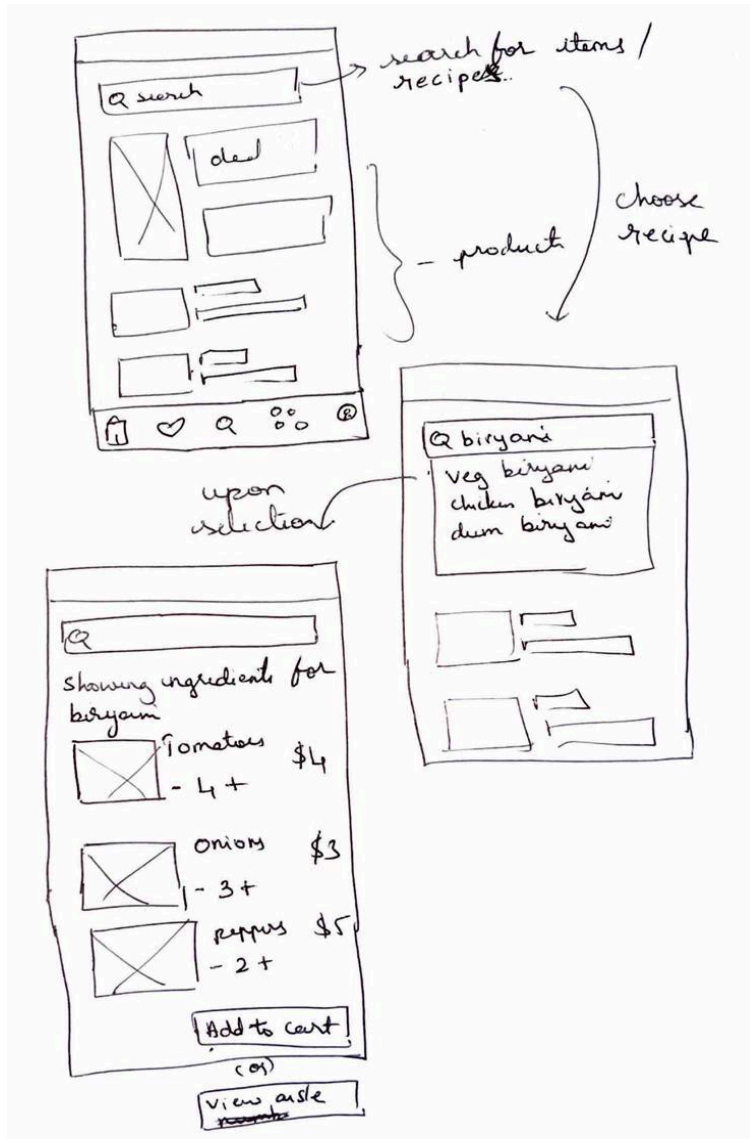 search for items /
recipes..
search
deal
- product
choose
recipe
biryani
veg biryani
chicken biryani
dum biryani
upon
selection
Showing ingredients for
biryani
Tomatoes $4
- 4 +
onions $3
- 3 +
peppers $5
- 2 +
Add to cart
(or)
View aisle